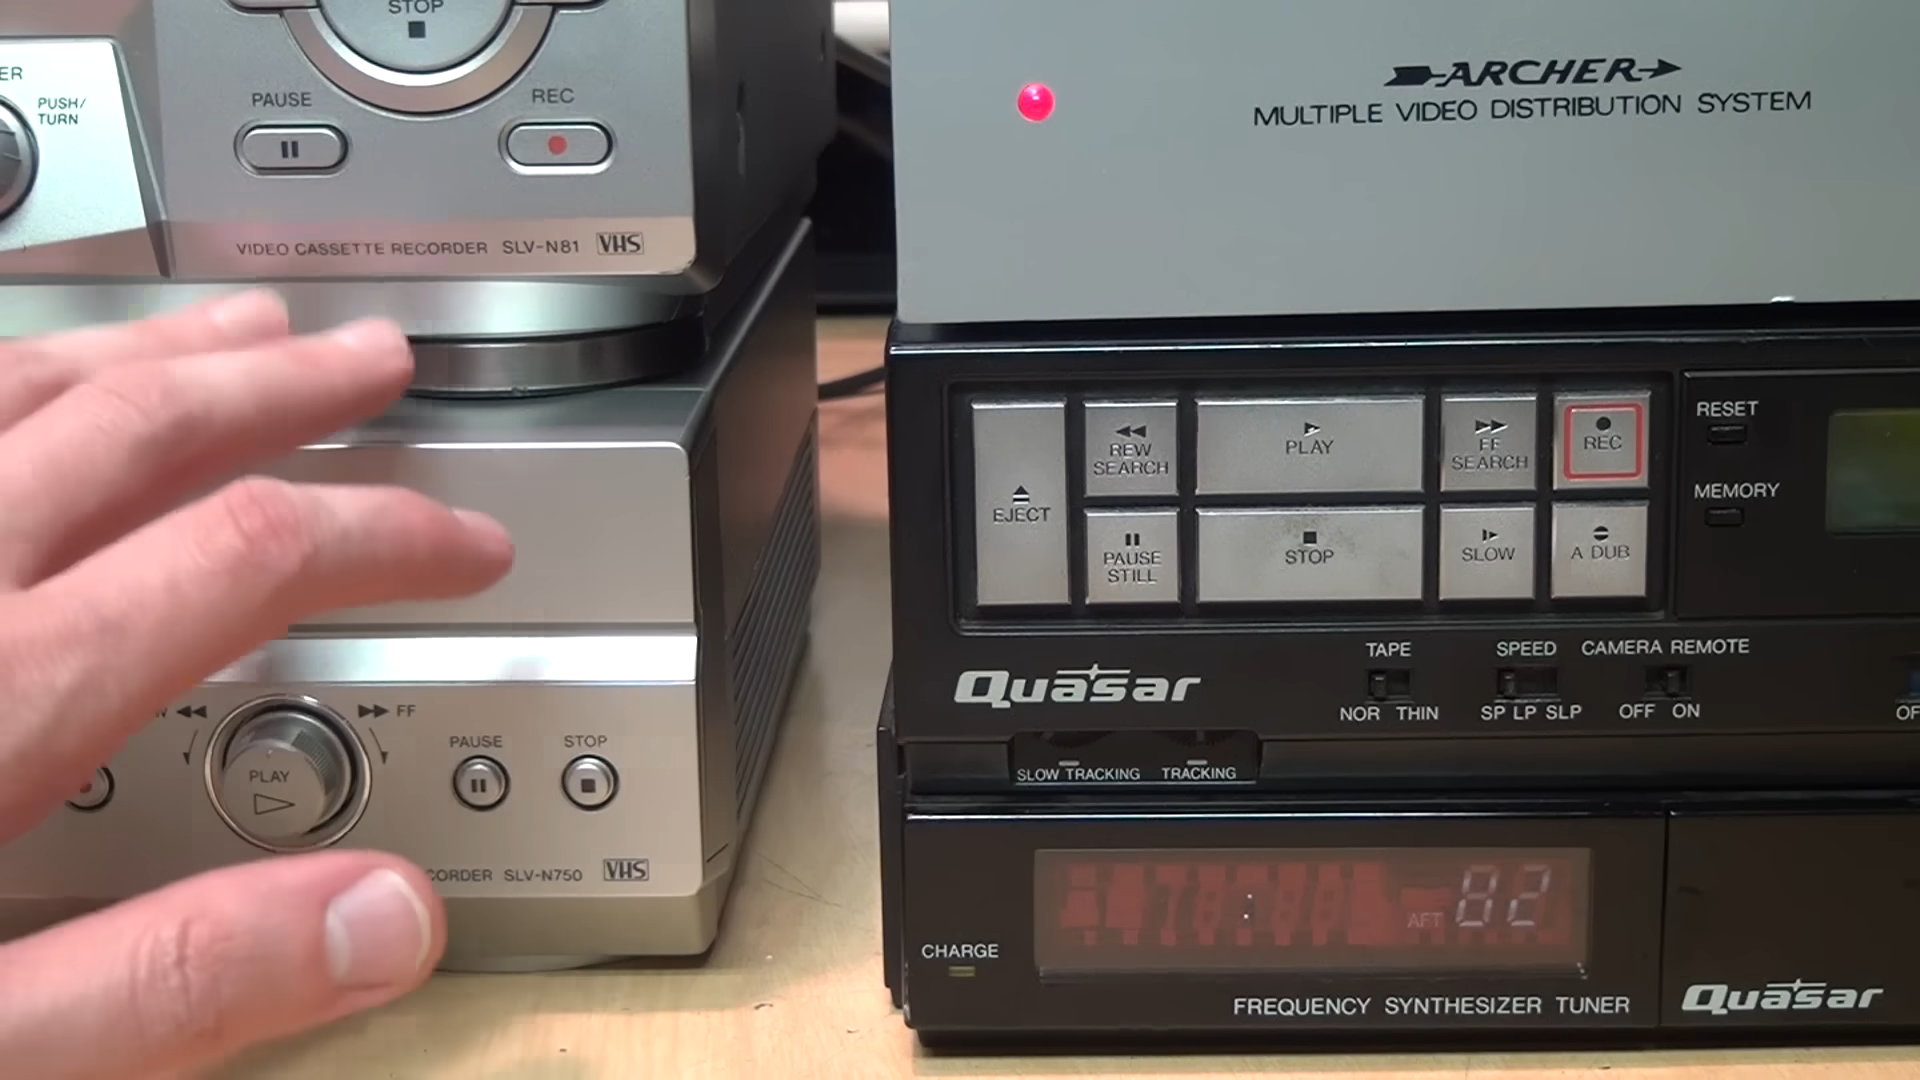 STOP
ER
PUSH/
TURN
PAUSE
REC
VIDEO CASSETTE RECORDER SLV-N81 VHS
FF
PAUSE
STOP
PLAY
CORDER SLV-N750 VHS
ARCHER
MULTIPLE VIDEO DISTRIBUTION SYSTEM
EJECT
REW
SEARCH
PLAY
FF
SEARCH
REC
PAUSE
STILL
STOP
SLOW
A DUB
RESET
MEMORY
Quasar
TAPE
NOR THIN
SPEED
SP LP SLP
CAMERA REMOTE
OFF ON
OF
SLOW TRACKING
TRACKING
CHARGE
AFT 82
FREQUENCY SYNTHESIZER TUNER
Quasar